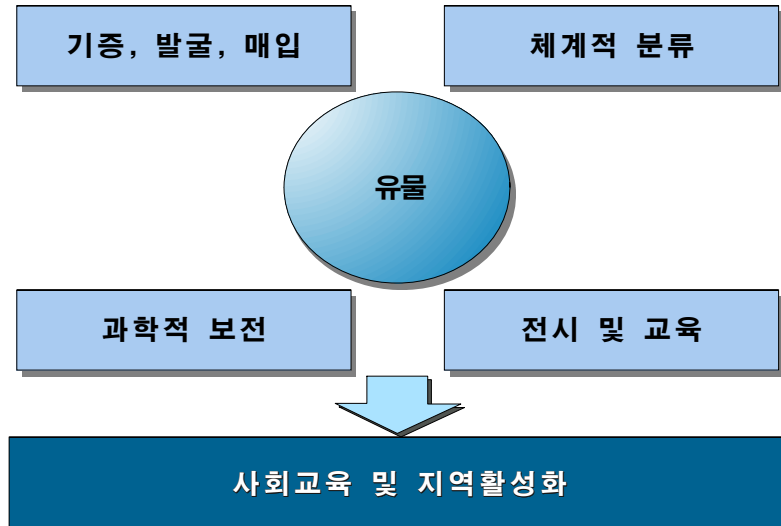 기증, 발굴, 매입
체계적 분류
유물
과학적 보전
전시 및 교육
사회교육 및 지역활성화